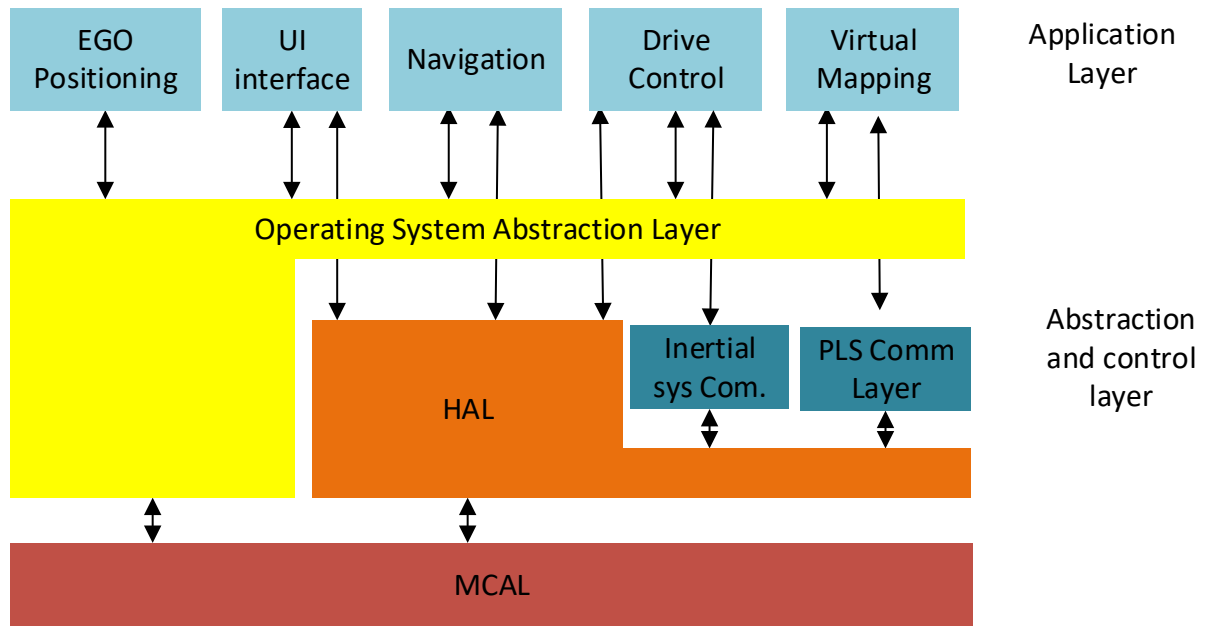 EGO
Positioning
UI
interface
Navigation
Drive
Control
Virtual
Mapping
Application
Layer
Operating System Abstraction Layer
HAL
Inertial
sys Com.
PLS Comm
Layer
Abstraction
and control
layer
MCAL